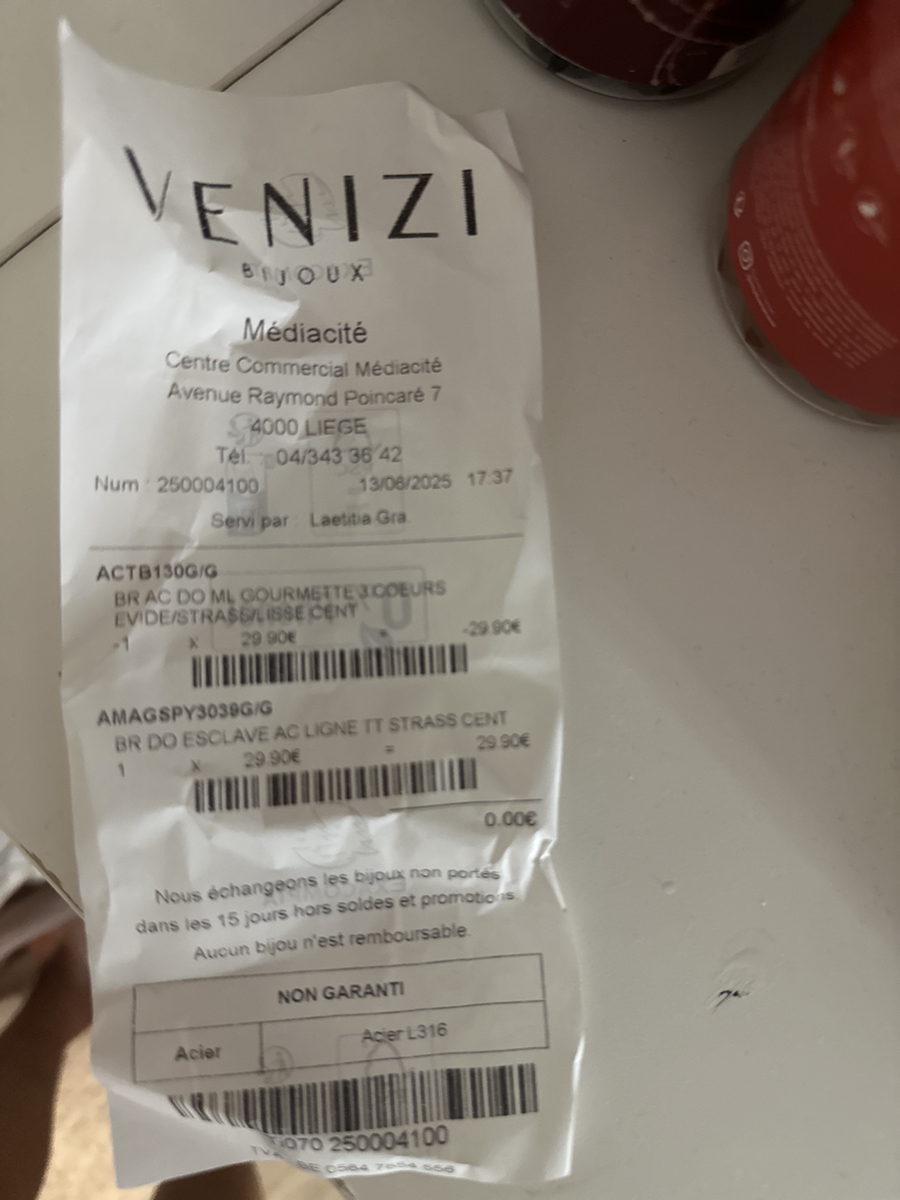 VENIZI
BIJOUX
Médiacité
Centre Commercial Médiacité
Avenue Raymond Poincaré 7
4000 LIEGE
Tél. : 04/343 36 42
Num : 250004100 13/06/2025 17:37
Servi par : Laetitia Gra.
ACTB130G/G
BR AC DO ML GOURMETTE 3 COEURS
EVIDE/STRASS/LISSE CENT
-1 X 29.90€ = -29.90€
AMAGSPY3039G/G
BR DO ESCLAVE AC LIGNE TT STRASS CENT
1 X 29.90€ = 29.90€
0.00€
Nous échangeons les bijoux non portés
dans les 15 jours hors soldes et promotions.
Aucun bijou n'est remboursable.
NON GARANTI
Acier Acier L316
250004100
BE 0564